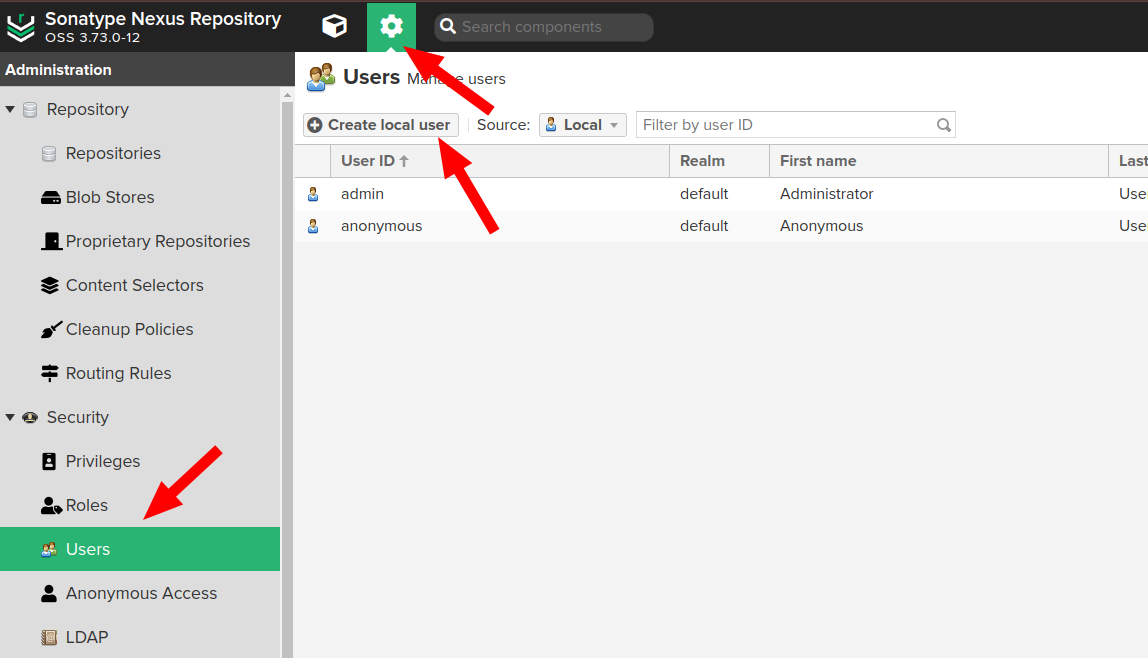 Sonatype Nexus Repository
OSS 3.73.0-12
Search components
Administration
Users Manage users
Repository
Create local user Source: Local Filter by user ID
Repositories
User ID Realm First name Last
Blob Stores
admin default Administrator Use
Proprietary Repositories
anonymous default Anonymous Use
Content Selectors
Cleanup Policies
Routing Rules
Security
Privileges
Roles
Users
Anonymous Access
LDAP